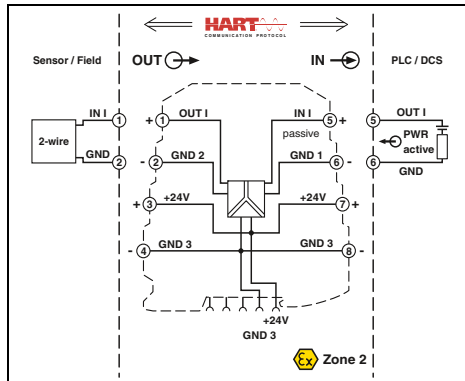 HART
COMMUNICATION PROTOCOL
Sensor / Field
OUT
IN
PLC / DCS
IN I
+ 1 OUT I
IN I 5 +
OUT I
1
5
2-wire
passive
PWR
active
GND
- 2 GND 2
GND 1 6 -
2
6
GND
+ 3 +24V
+24V 7 +
- 4 GND 3
GND 3 8 -
+24V
GND 3
Ex Zone 2